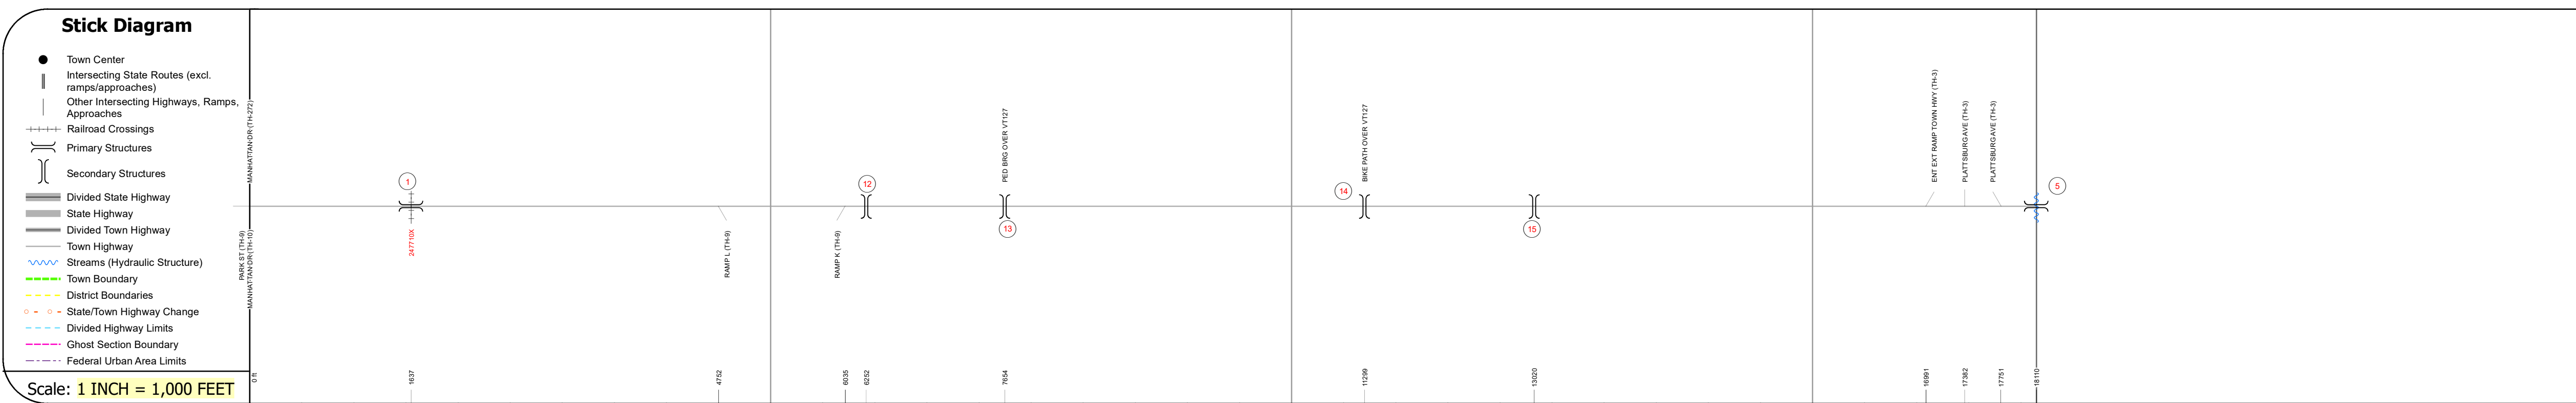 Stick Diagram
Town Center
Intersecting State Routes (excl.
ramps/approaches)
Other Intersecting Highways, Ramps,
Approaches
Railroad Crossings
Primary Structures
Secondary Structures
Divided State Highway
State Highway
Divided Town Highway
Town Highway
Streams (Hydraulic Structure)
Town Boundary
District Boundaries
State/Town Highway Change
Divided Highway Limits
Ghost Section Boundary
Federal Urban Area Limits
Scale: 1 INCH = 1,000 FEET
PARK ST (TH-9)
MANHATTAN DR (TH-272)
MANHATTAN DR (TH-10)
0 ft
1
247710X
1637
RAMP L (TH-9)
4752
RAMP K (TH-9)
6035
12
6252
PED BRG OVER VT127
13
7654
14
BIKE PATH OVER VT127
11299
15
13020
ENT EXT RAMP TOWN HWY (TH-3)
16991
PLATTSBURG AVE (TH-3)
17382
PLATTSBURG AVE (TH-3)
17751
5
18110